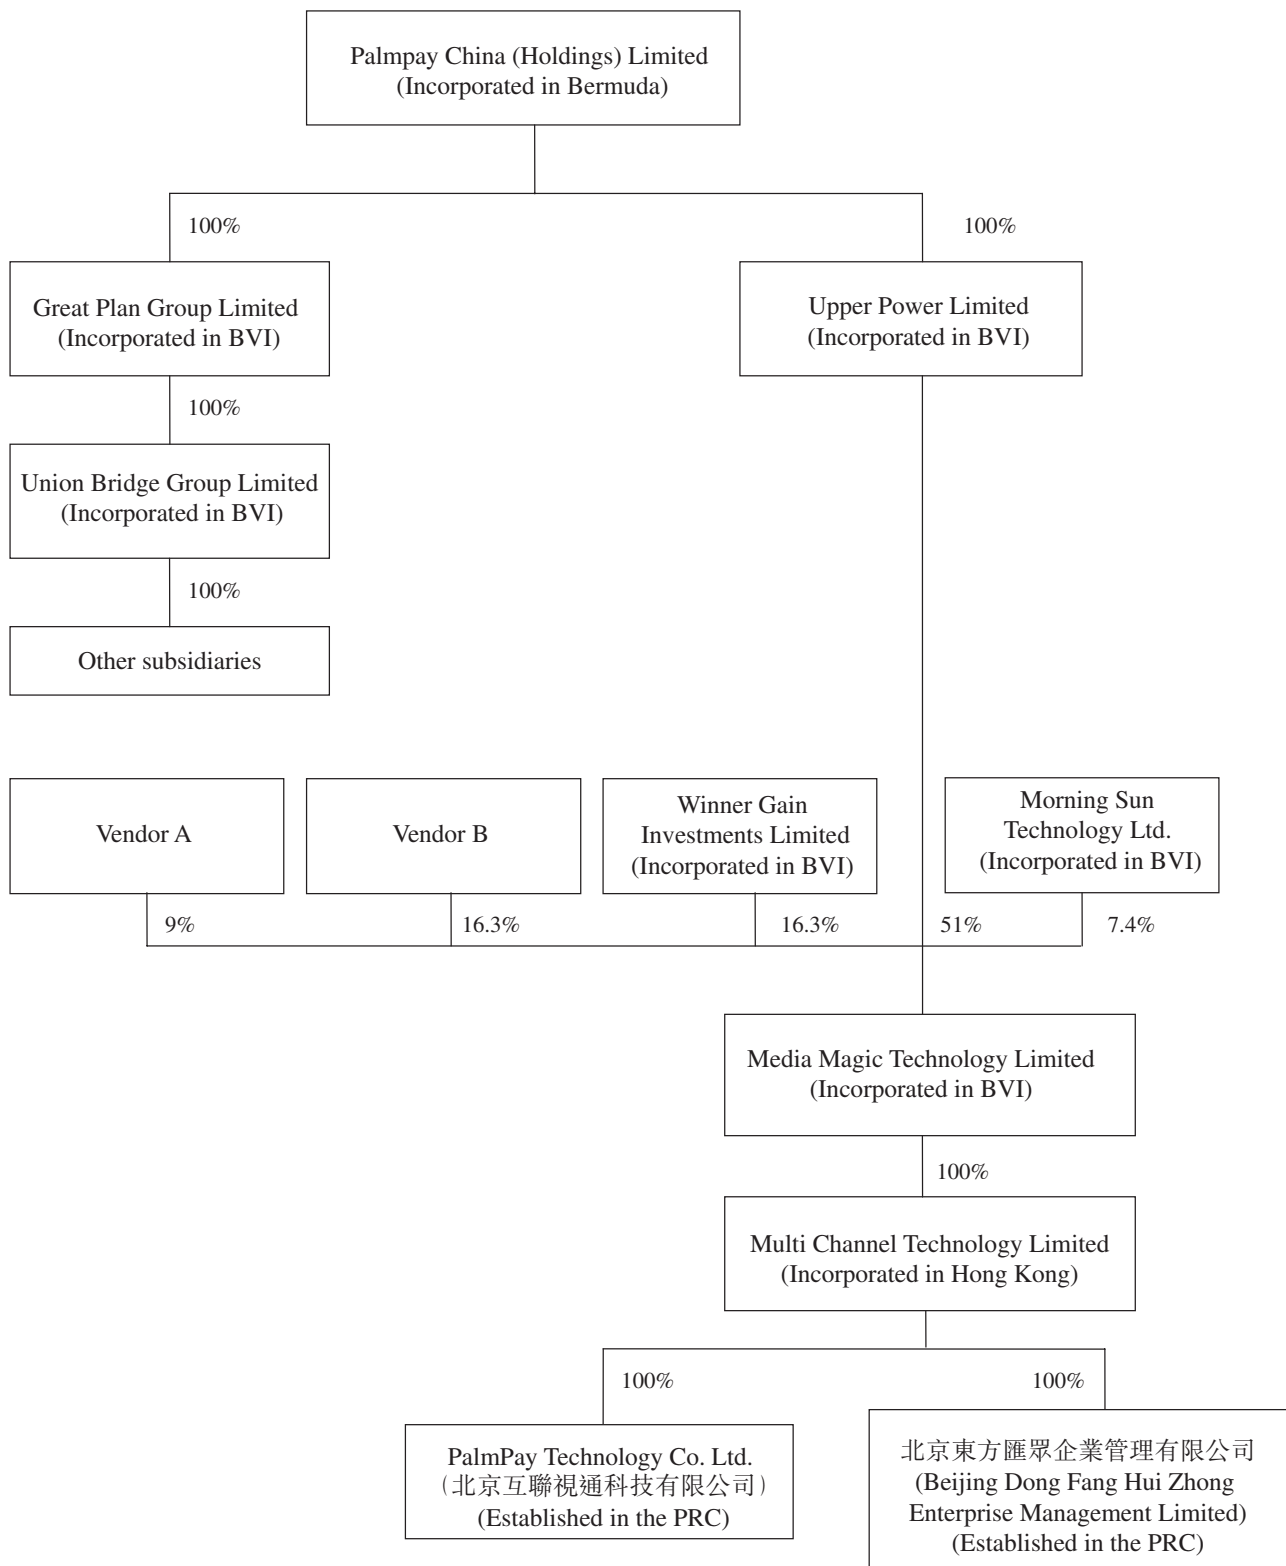 Palmpay China (Holdings) Limited
(Incorporated in Bermuda)
100%
100%
Great Plan Group Limited
(Incorporated in BVI)
Upper Power Limited
(Incorporated in BVI)
100%
Union Bridge Group Limited
(Incorporated in BVI)
100%
Other subsidiaries
Vendor A
Vendor B
Winner Gain
Investments Limited
(Incorporated in BVI)
Morning Sun
Technology Ltd.
(Incorporated in BVI)
9%
16.3%
16.3%
51%
7.4%
Media Magic Technology Limited
(Incorporated in BVI)
100%
Multi Channel Technology Limited
(Incorporated in Hong Kong)
100%
100%
PalmPay Technology Co. Ltd.
(北京互聯視通科技有限公司)
(Established in the PRC)
北京東方匯眾企業管理有限公司
(Beijing Dong Fang Hui Zhong
Enterprise Management Limited)
(Established in the PRC)